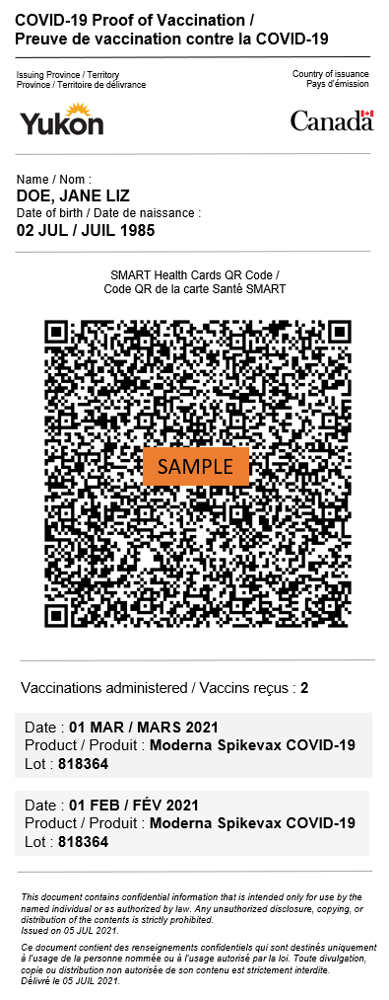 COVID-19 Proof of Vaccination /
Preuve de vaccination contre la COVID-19
Issuing Province / Territory
Province / Territoire de délivrance
Country of issuance
Pays d'émission
Yukon
Canada
Name / Nom :
DOE, JANE LIZ
Date of birth / Date de naissance :
02 JUL / JUIL 1985
SMART Health Cards QR Code /
Code QR de la carte Santé SMART
SAMPLE
Vaccinations administered / Vaccins reçus : 2
Date : 01 MAR / MARS 2021
Product / Produit : Moderna Spikevax COVID-19
Lot : 818364
Date : 01 FEB / FÉV 2021
Product / Produit : Moderna Spikevax COVID-19
Lot : 818364
This document contains confidential information that is intended only for use by the
named individual or as authorized by law. Any unauthorized disclosure, copying, or
distribution of the contents is strictly prohibited.
Issued on 05 JUL 2021.
Ce document contient des renseignements confidentiels qui sont destinés uniquement
à l'usage de la personne nommée ou à l'usage autorisé par la loi. Toute divulgation,
copie ou distribution non autorisée de son contenu est strictement interdite.
Délivré le 05 JUIL 2021.